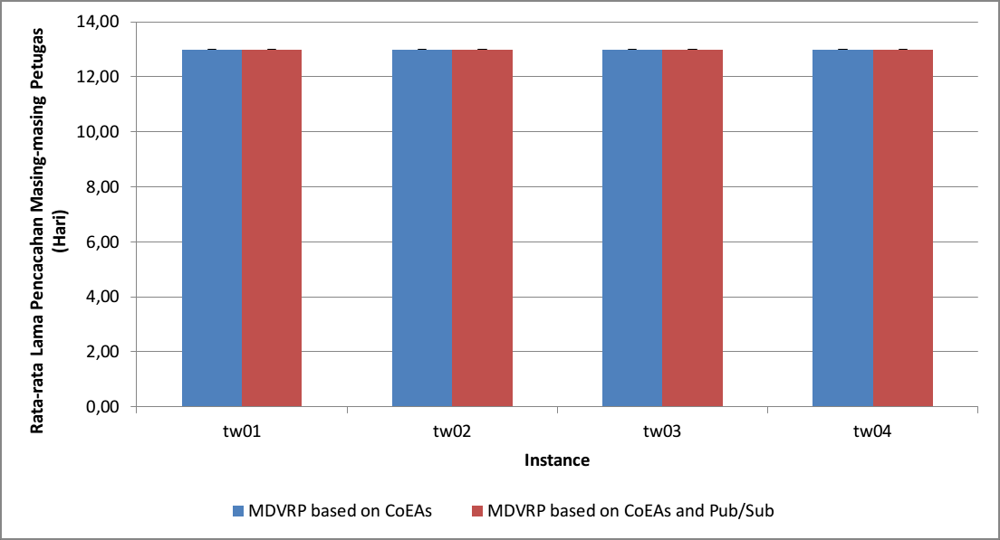 Rata-rata Lama Pencacahan Masing-masing Petugas
(Hari)
14,00
12,00
10,00
8,00
6,00
4,00
2,00
0,00
tw01 tw02 tw03 tw04
Instance
MDVRP based on CoEAs MDVRP based on CoEAs and Pub/Sub